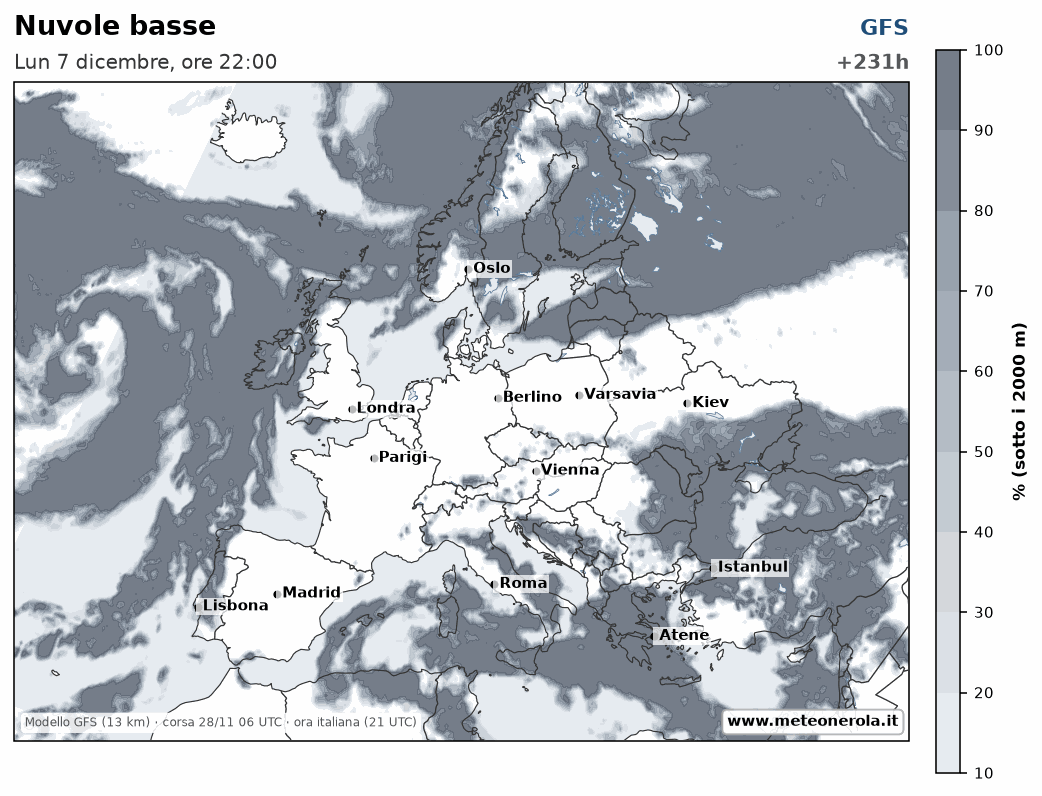 Nuvole basse
GFS
Lun 7 dicembre, ore 22:00
+231h
100
90
80
70
60
50
40
30
20
10
% (sotto i 2000 m)
Oslo
Berlino
Varsavia
Kiev
Londra
Parigi
Vienna
Istanbul
Roma
Madrid
Lisbona
Atene
Modello GFS (13 km) · corsa 28/11 06 UTC · ora italiana (21 UTC)
www.meteonerola.it